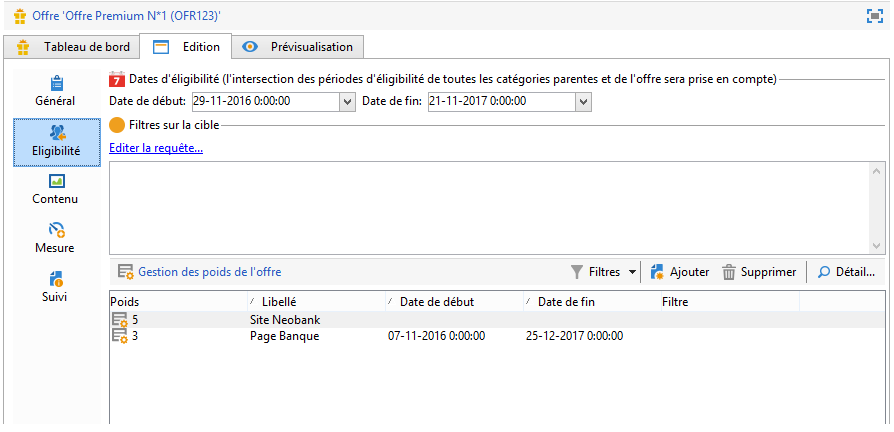 Offre 'Offre Premium N°1 (OFR123)'
Tableau de bord Edition Prévisualisation
Général
Eligibilité
Contenu
Mesure
Suivi
7 Dates d'éligibilité (l'intersection des périodes d'éligibilité de toutes les catégories parentes et de l'offre sera prise en compte)
Date de début: 29-11-2016 0:00:00 Date de fin: 21-11-2017 0:00:00
Filtres sur la cible
Editer la requête...
Gestion des poids de l'offre Filtres Ajouter Supprimer Détail...
Poids Libellé Date de début Date de fin Filtre
5 Site Neobank
3 Page Banque 07-11-2016 0:00:00 25-12-2017 0:00:00